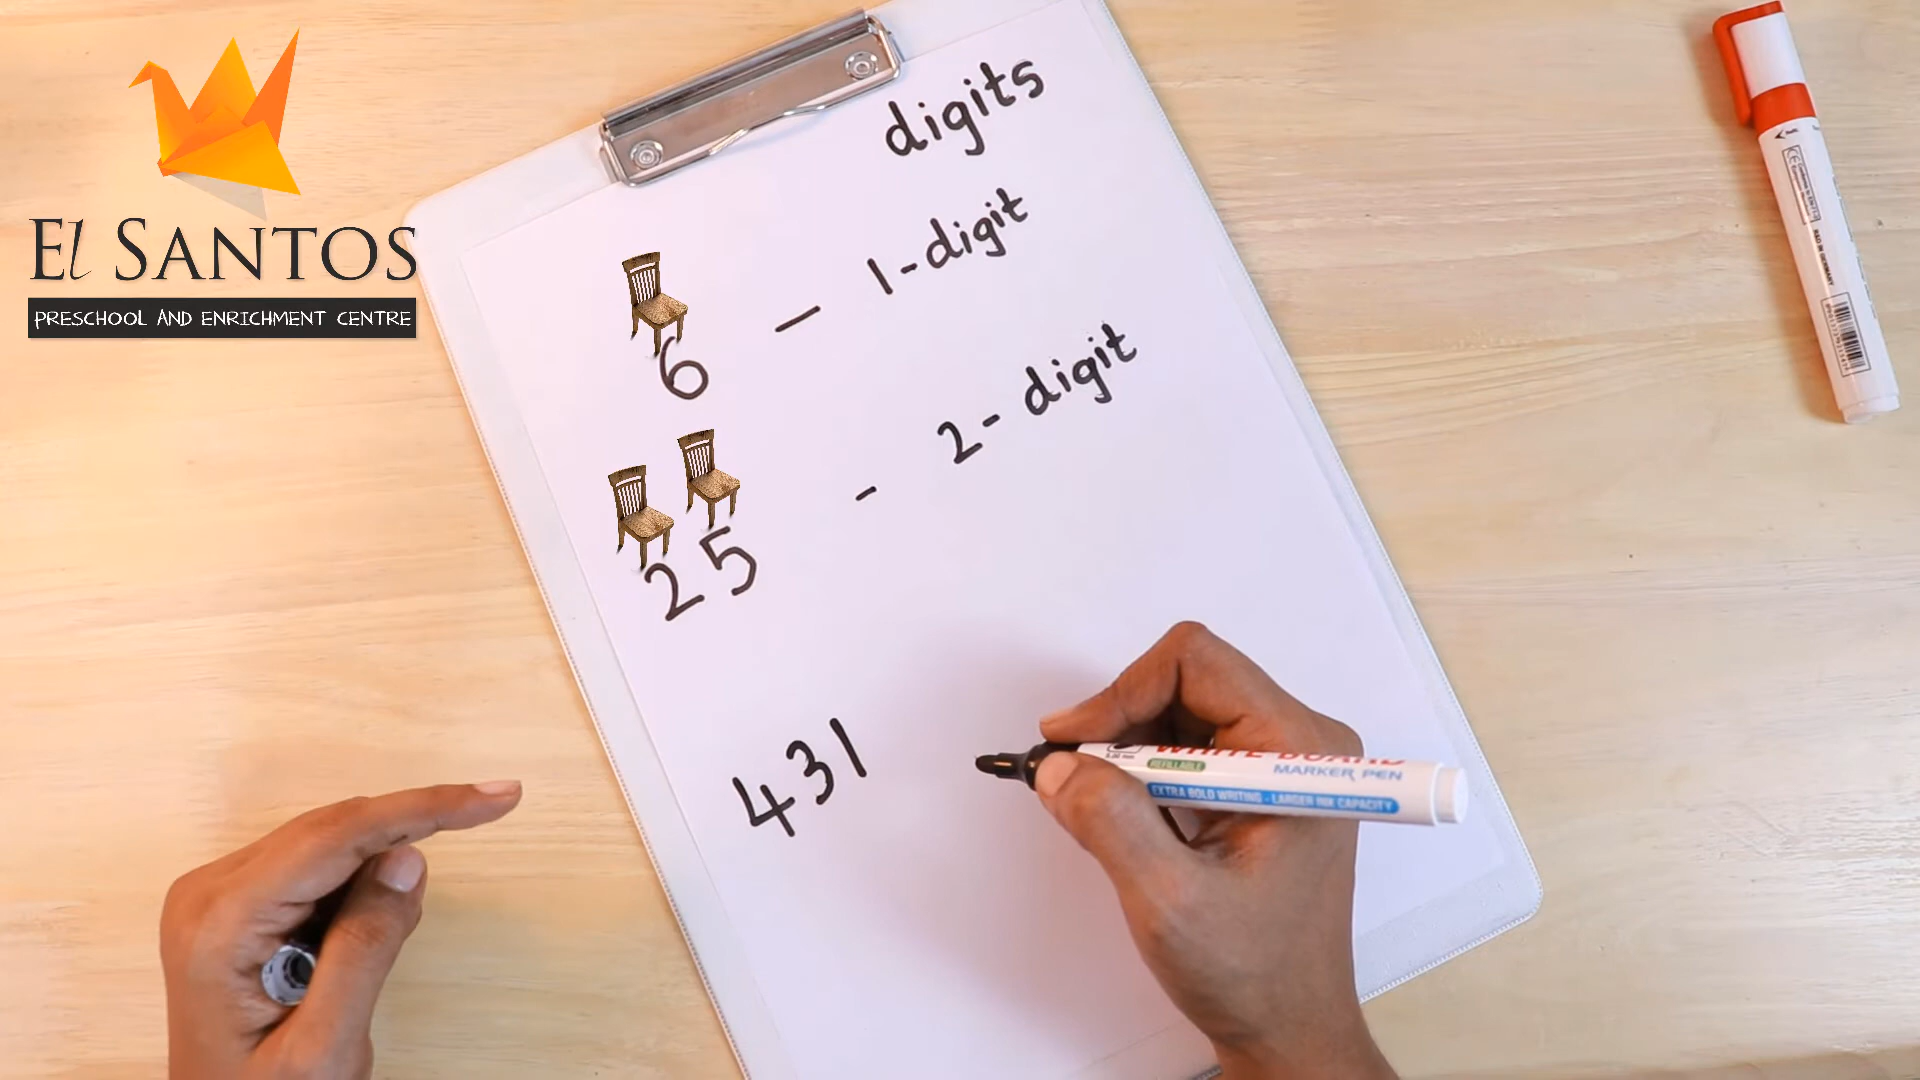 El Santos
PRESCHOOL AND ENRICHMENT CENTRE
digits
6 – 1-digit
25 - 2-digit
431
WHITE BOARD
REFILLABLE
MARKER PEN
EXTRA BOLD WRITING - LARGER INK CAPACITY